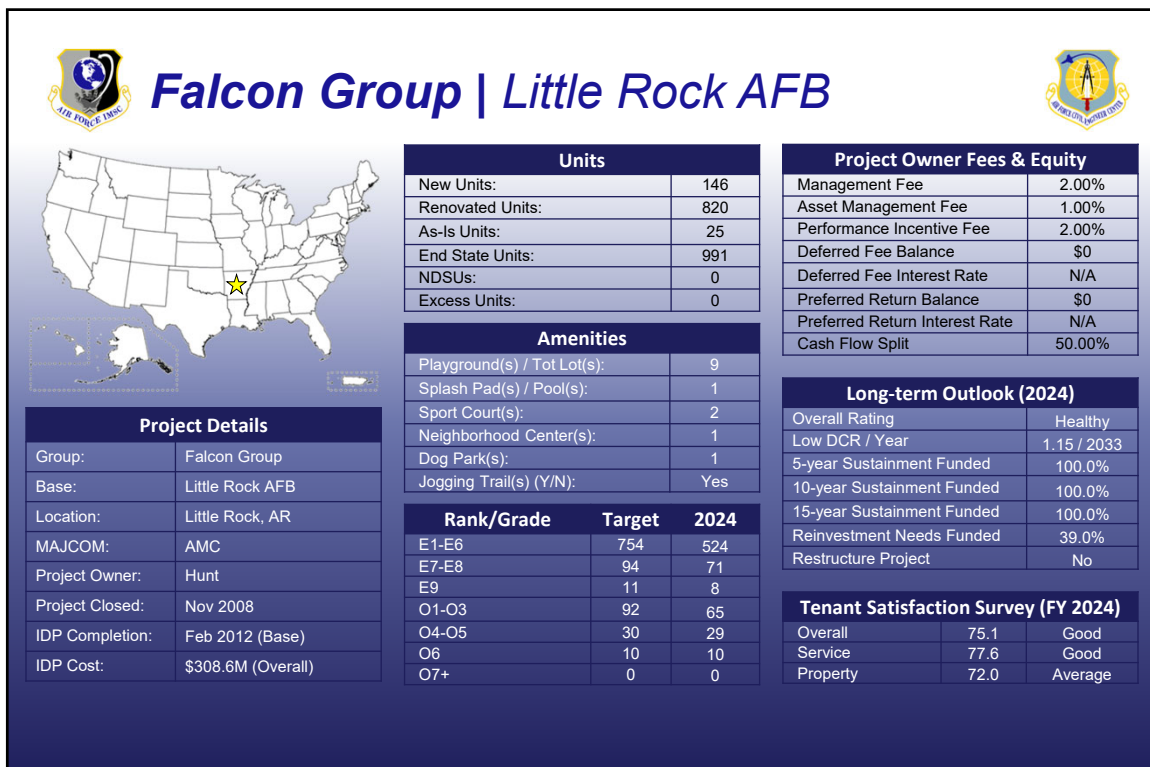 Falcon Group | Little Rock AFB
AIR FORCE IMSC
AIR FORCE CIVIL ENGINEER CENTER
Project Details
Group: Falcon Group
Base: Little Rock AFB
Location: Little Rock, AR
MAJCOM: AMC
Project Owner: Hunt
Project Closed: Nov 2008
IDP Completion: Feb 2012 (Base)
IDP Cost: $308.6M (Overall)
Units
New Units: 146
Renovated Units: 820
As-Is Units: 25
End State Units: 991
NDSUs: 0
Excess Units: 0
Amenities
Playground(s) / Tot Lot(s): 9
Splash Pad(s) / Pool(s): 1
Sport Court(s): 2
Neighborhood Center(s): 1
Dog Park(s): 1
Jogging Trail(s) (Y/N): Yes
Rank/Grade Target 2024
E1-E6 754 524
E7-E8 94 71
E9 11 8
O1-O3 92 65
O4-O5 30 29
O6 10 10
O7+ 0 0
Project Owner Fees & Equity
Management Fee 2.00%
Asset Management Fee 1.00%
Performance Incentive Fee 2.00%
Deferred Fee Balance $0
Deferred Fee Interest Rate N/A
Preferred Return Balance $0
Preferred Return Interest Rate N/A
Cash Flow Split 50.00%
Long-term Outlook (2024)
Overall Rating Healthy
Low DCR / Year 1.15 / 2033
5-year Sustainment Funded 100.0%
10-year Sustainment Funded 100.0%
15-year Sustainment Funded 100.0%
Reinvestment Needs Funded 39.0%
Restructure Project No
Tenant Satisfaction Survey (FY 2024)
Overall 75.1 Good
Service 77.6 Good
Property 72.0 Average